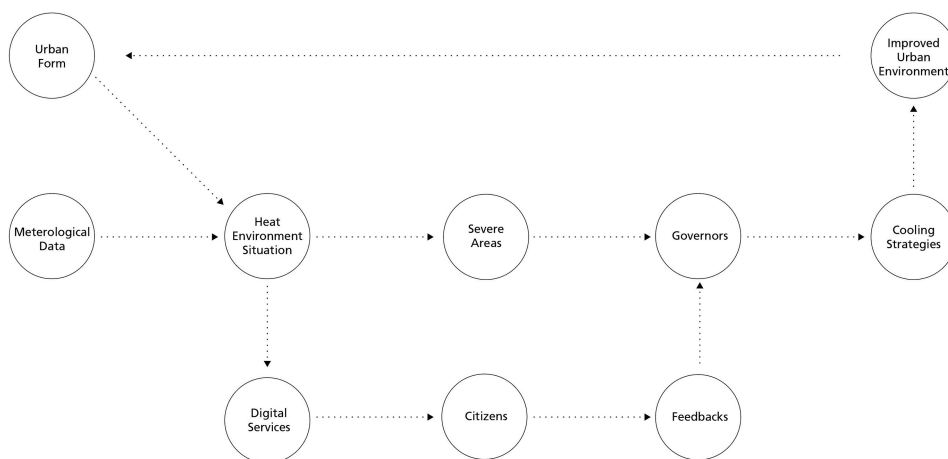 Urban
Form
Improved
Urban
Environment
Meterological
Data
Heat
Environment
Situation
Severe
Areas
Governors
Cooling
Strategies
Digital
Services
Citizens
Feedbacks